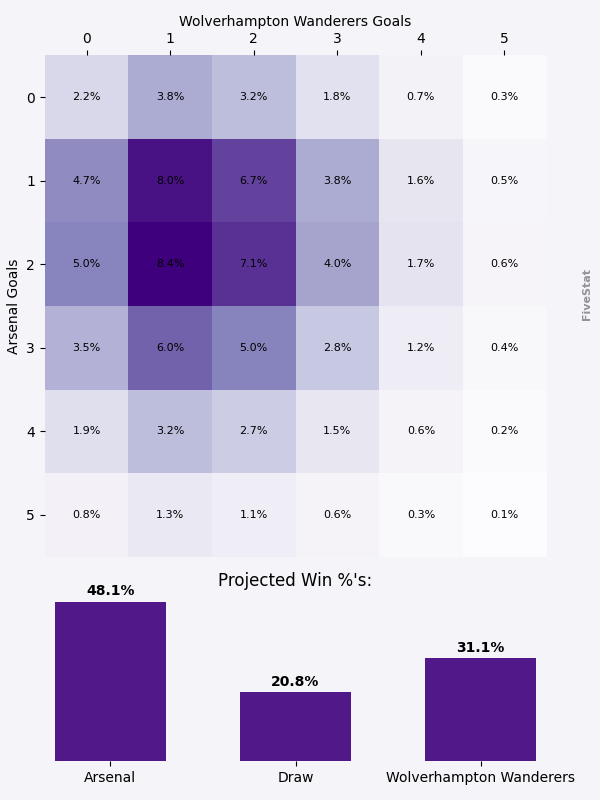 Wolverhampton Wanderers Goals
0 1 2 3 4 5
Arsenal Goals
0 2.2% 3.8% 3.2% 1.8% 0.7% 0.3%
1 4.7% 8.0% 6.7% 3.8% 1.6% 0.5%
2 5.0% 8.4% 7.1% 4.0% 1.7% 0.6%
3 3.5% 6.0% 5.0% 2.8% 1.2% 0.4%
4 1.9% 3.2% 2.7% 1.5% 0.6% 0.2%
5 0.8% 1.3% 1.1% 0.6% 0.3% 0.1%
FiveStat
Projected Win %'s:
48.1% 20.8% 31.1%
Arsenal Draw Wolverhampton Wanderers